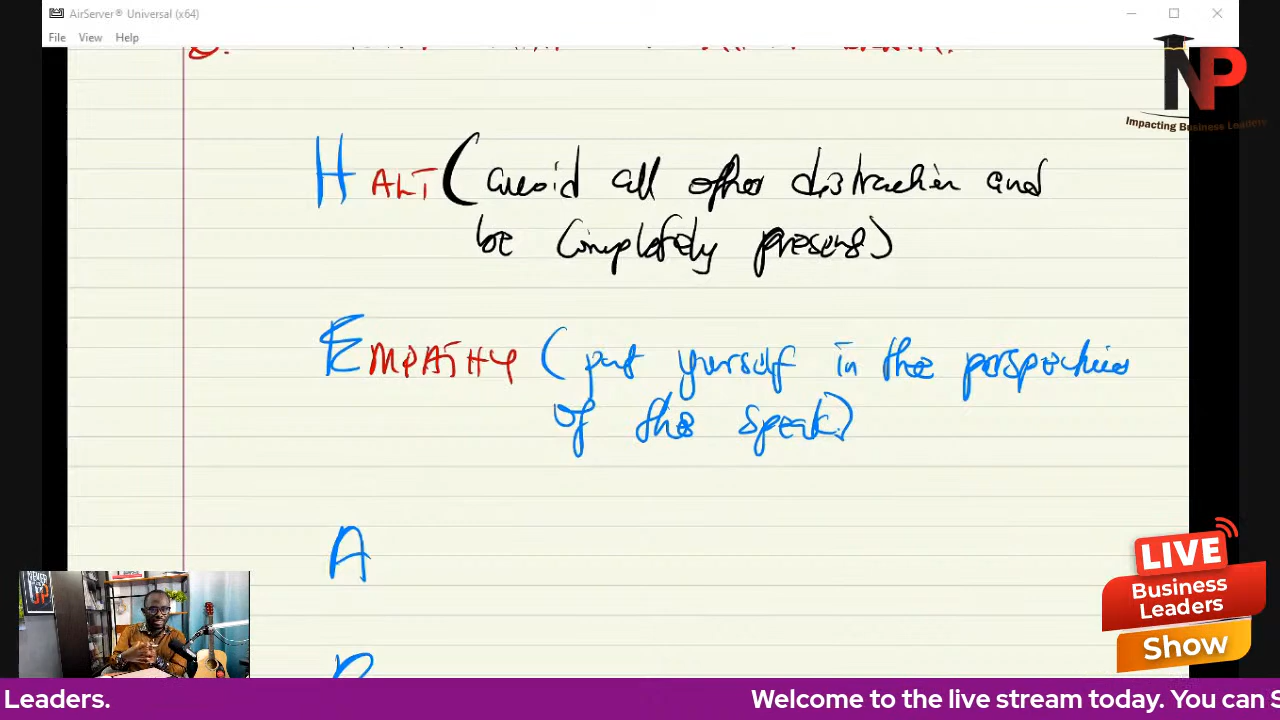 AirServer® Universal (x64)
File View Help
NP
Impacting Business Leaders
HALT (avoid all other distraction and
be completely present)
EMPATHY (put yourself in the perspective
of the speak)
A
LIVE
Business
Leaders
Show
Leaders. Welcome to the live stream today. You can S